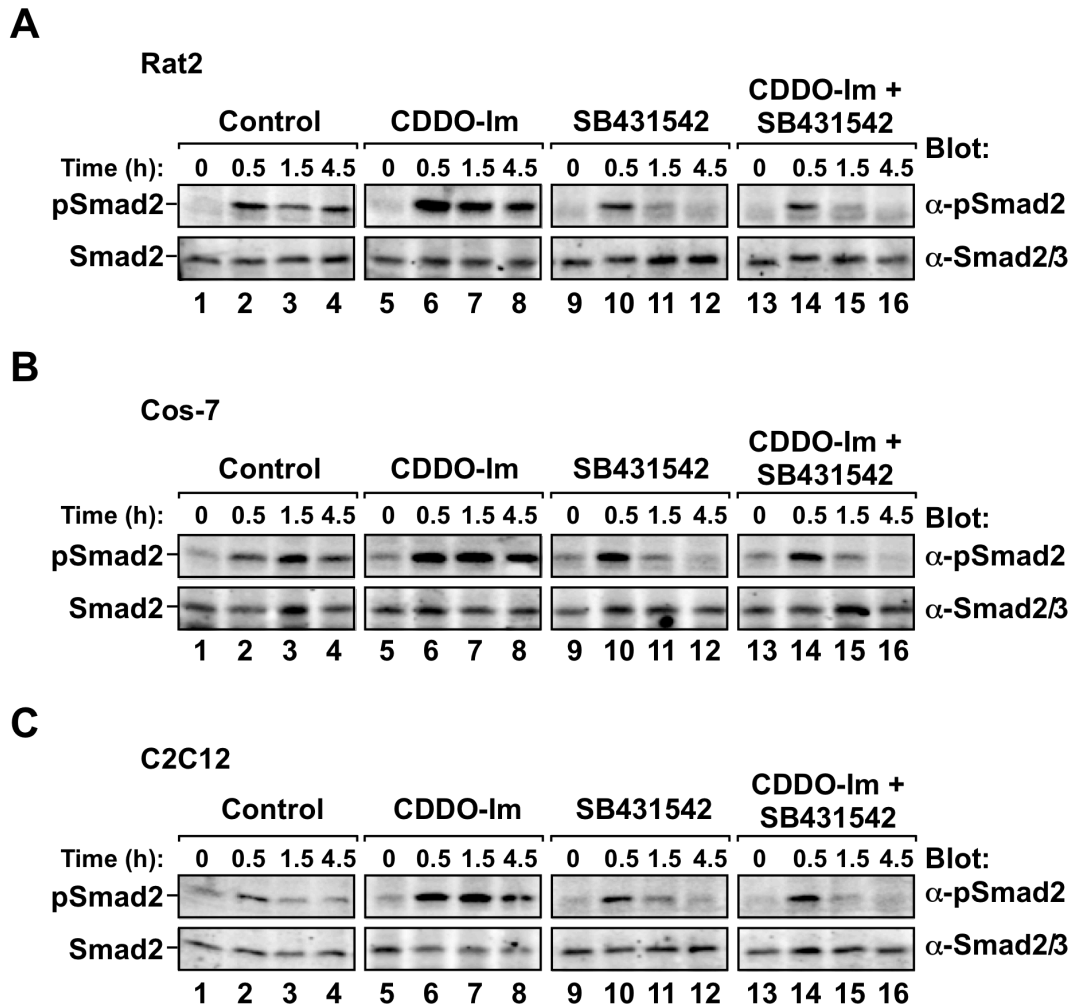 A
Rat2
Control CDDO-Im SB431542 CDDO-Im +
SB431542
Blot:
Time (h): 0 0.5 1.5 4.5 0 0.5 1.5 4.5 0 0.5 1.5 4.5 0 0.5 1.5 4.5
pSmad2 α-pSmad2
Smad2 α-Smad2/3
1 2 3 4 5 6 7 8 9 10 11 12 13 14 15 16
B
Cos-7
Control CDDO-Im SB431542 CDDO-Im +
SB431542
Time (h): 0 0.5 1.5 4.5 0 0.5 1.5 4.5 0 0.5 1.5 4.5 0 0.5 1.5 4.5 Blot:
pSmad2 α-pSmad2
Smad2 α-Smad2/3
1 2 3 4 5 6 7 8 9 10 11 12 13 14 15 16
C
C2C12
Control CDDO-Im SB431542 CDDO-Im +
SB431542
Time (h): 0 0.5 1.5 4.5 0 0.5 1.5 4.5 0 0.5 1.5 4.5 0 0.5 1.5 4.5 Blot:
pSmad2 α-pSmad2
Smad2 α-Smad2/3
1 2 3 4 5 6 7 8 9 10 11 12 13 14 15 16